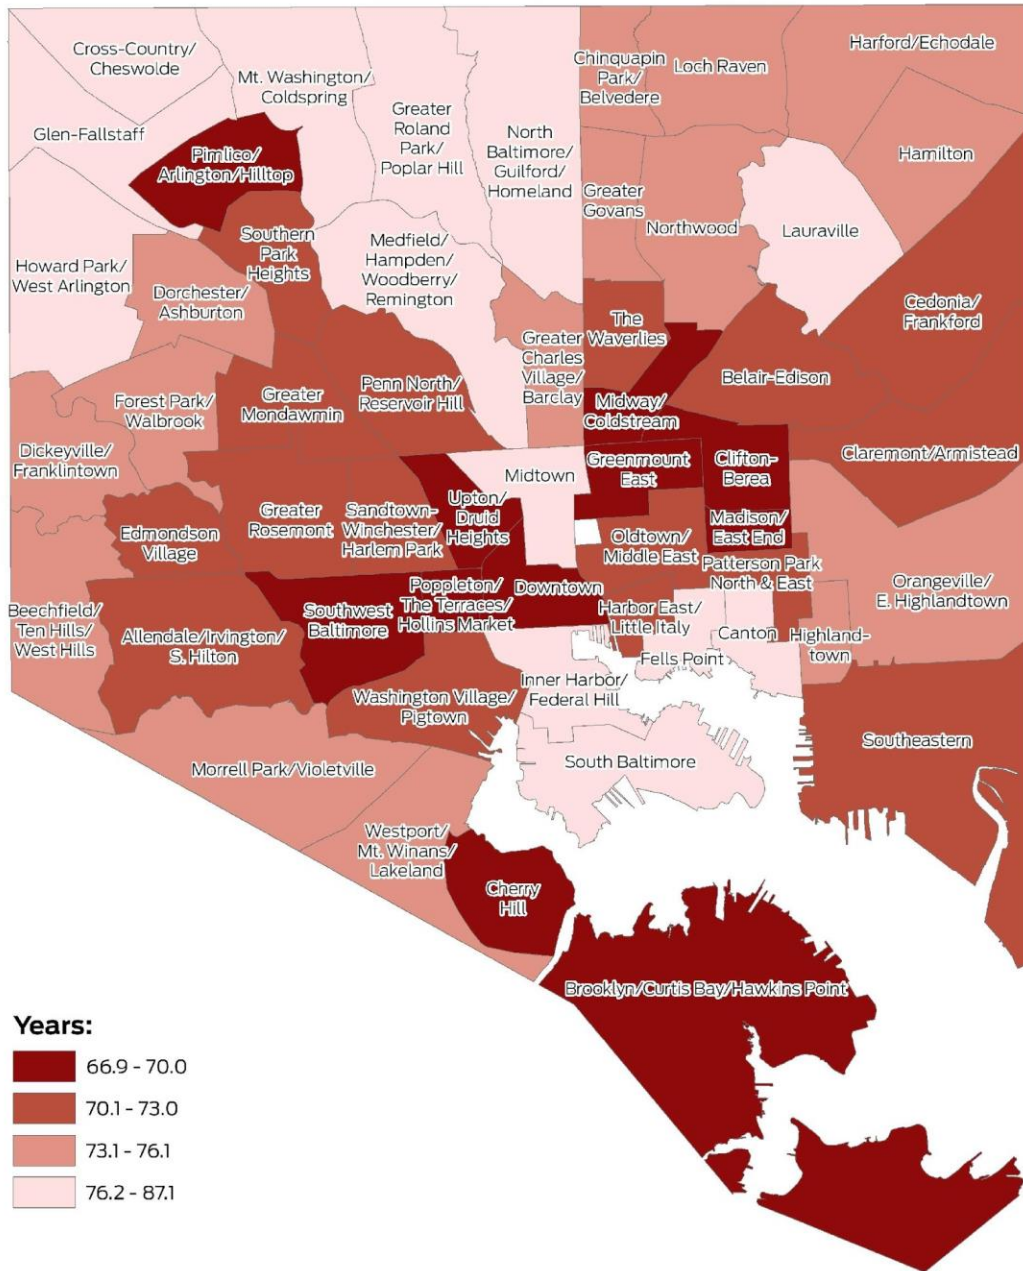 Cross-Country/
Cheswolde
Mt. Washington/
Coldspring
Greater
Roland
Park/
Poplar Hill
North
Baltimore/
Guilford/
Homeland
Chinquapin
Park/
Belvedere
Loch Raven
Harford/Echodale
Glen-Fallstaff
Pimlico/
Arlington/Hilltop
Hamilton
Greater
Govans
Northwood
Lauraville
Howard Park/
West Arlington
Southern
Park
Heights
Dorchester/
Ashburton
Medfield/
Hampden/
Woodberry/
Remington
Cedonia/
Frankford
The
Waverlies
Greater
Charles
Village/
Barclay
Belair-Edison
Forest Park/
Walbrook
Greater
Mondawmin
Penn North/
Reservoir Hill
Midway/
Coldstream
Dickeyville/
Franklintown
Claremont/Armistead
Midtown
Greenmount
East
Clifton-
Berea
Edmondson
Village
Greater
Rosemont
Sandtown-
Winchester/
Harlem Park
Upton/
Druid
Heights
Madison/
East End
Oldtown/
Middle East
Patterson Park
North & East
Orangeville/
E. Highlandtown
Beechfield/
Ten Hills/
West Hills
Allendale/Irvington/
S. Hilton
Southwest
Baltimore
Poppleton/
The Terraces/
Hollins Market
Downtown
Harbor East/
Little Italy
Canton
Highland-
town
Fells Point
Inner Harbor/
Federal Hill
Washington Village/
Pigtown
Southeastern
Morrell Park/Violetville
South Baltimore
Westport/
Mt. Winans/
Lakeland
Cherry
Hill
Brooklyn/Curtis Bay/Hawkins Point
Years:
66.9 - 70.0
70.1 - 73.0
73.1 - 76.1
76.2 - 87.1